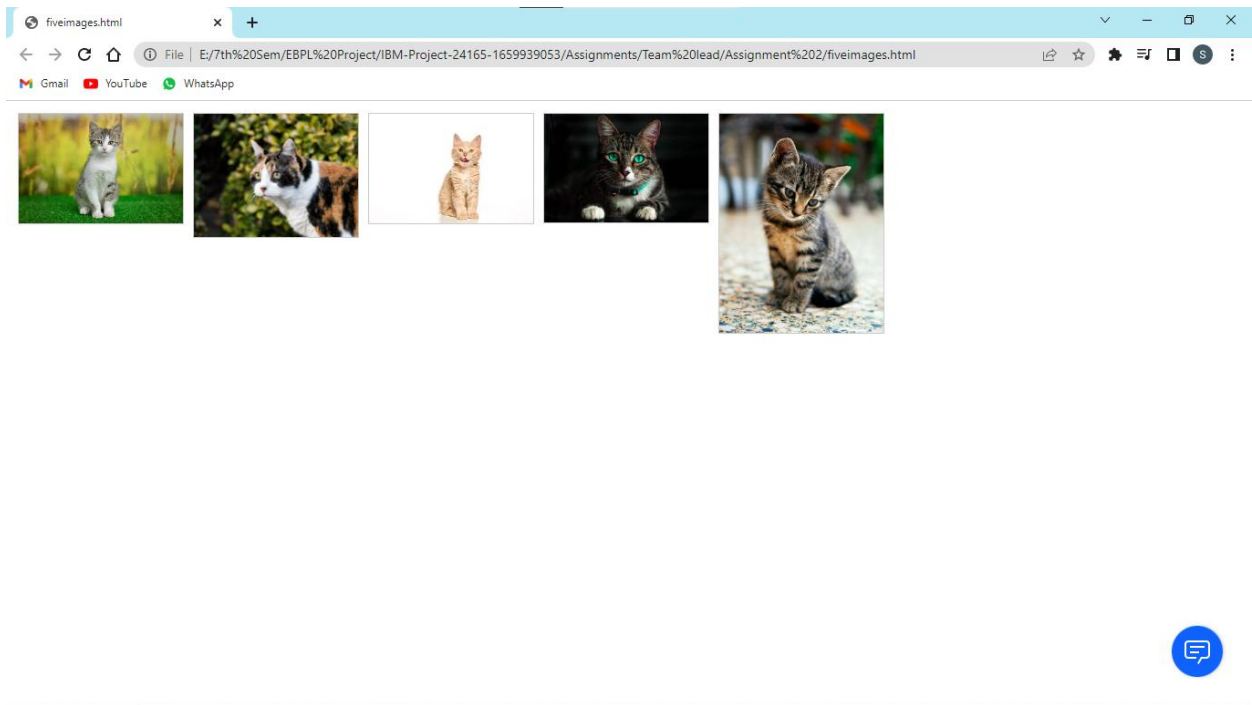 fiveimages.html
File E:/7th%20Sem/EBPL%20Project/IBM-Project-24165-1659939053/Assignments/Team%20lead/Assignment%202/fiveimages.html
S
Gmail YouTube WhatsApp